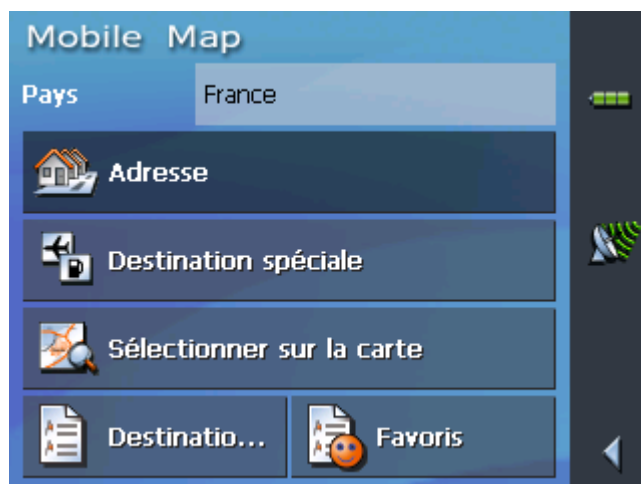 Mobile Map
Pays France
Adresse
Destination spéciale
Sélectionner sur la carte
Destinatio... Favoris